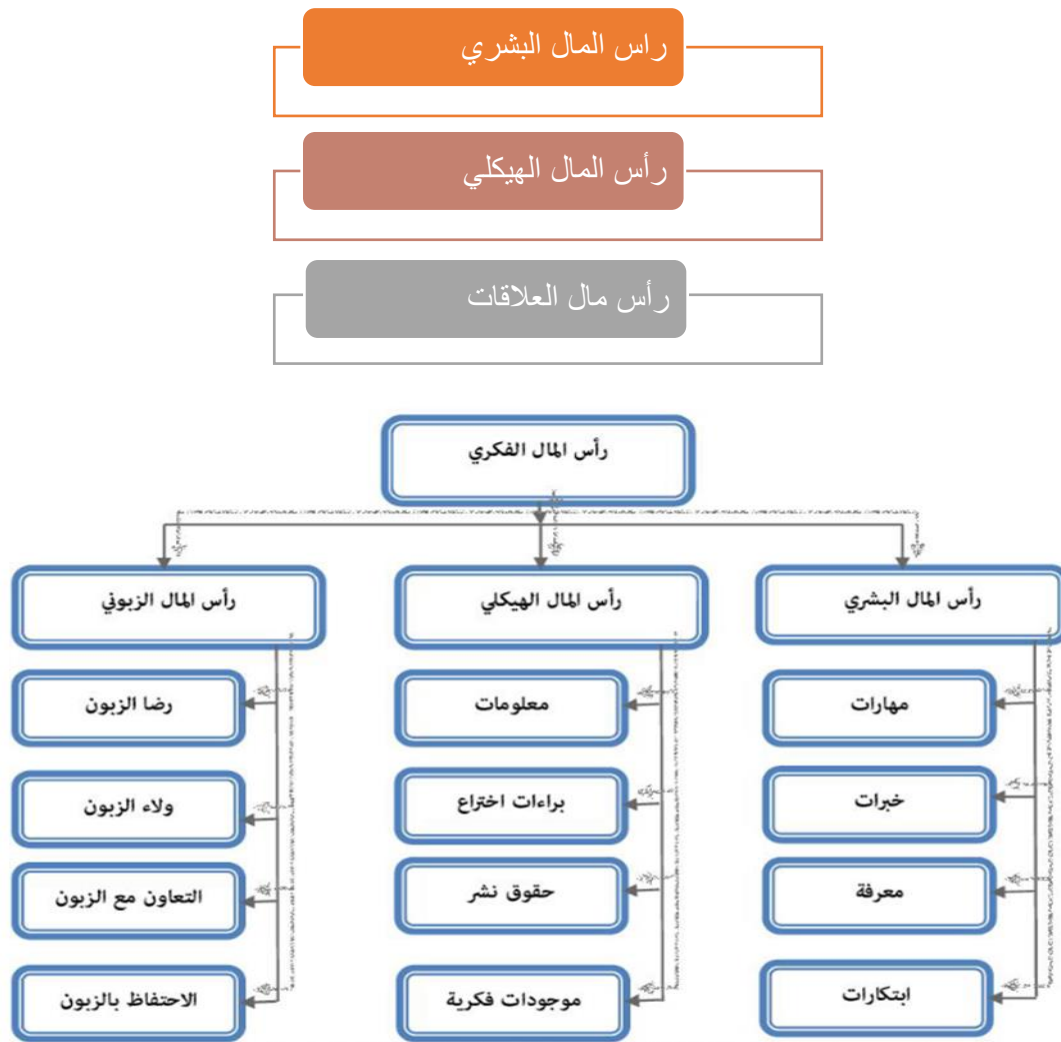 راس المال البشري
رأس المال الهيكلي
رأس مال العلاقات
رأس المال الفكري
رأس المال البشري
رأس المال الهيكلي
رأس المال الزبوني
مهارات
معلومات
رضا الزبون
خبرات
براءات اختراع
ولاء الزبون
معرفة
حقوق نشر
التعاون مع الزبون
ابتكارات
موجودات فكرية
الاحتفاظ بالزبون